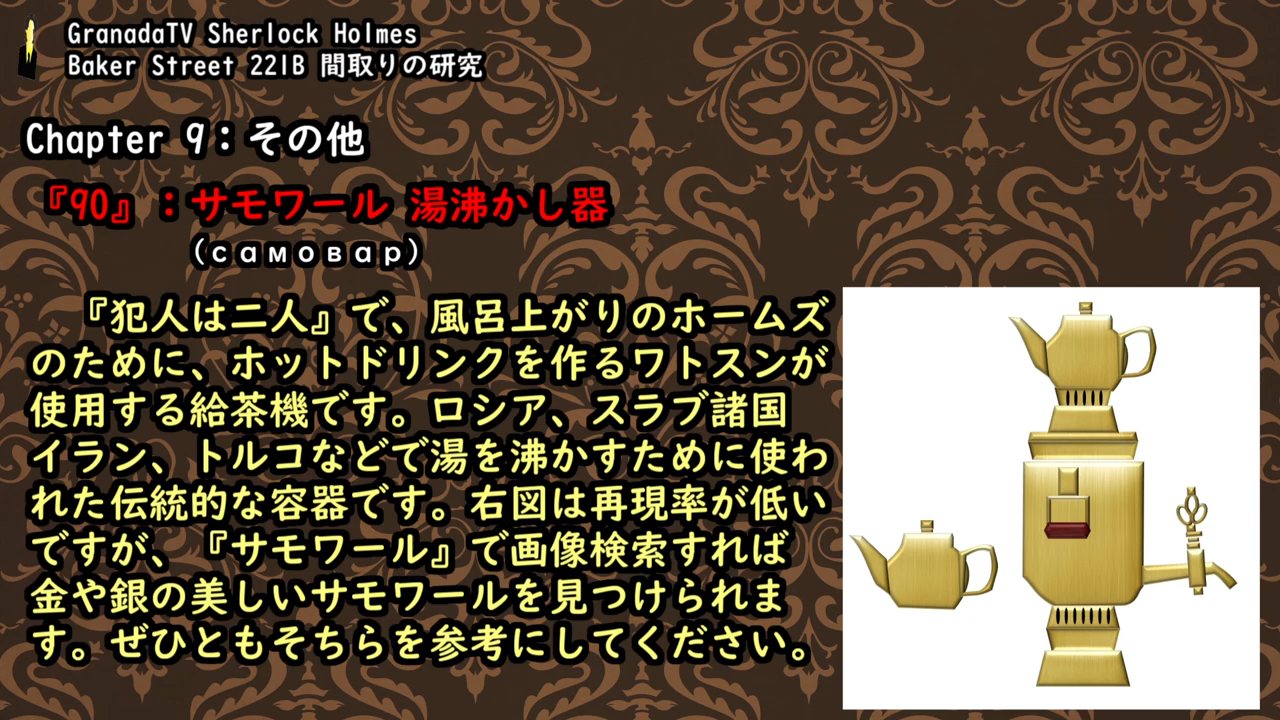 GranadaTV Sherlock Holmes
Baker Street 221B 間取りの研究
Chapter 9：その他
『90』：サモワール 湯沸かし器
（самовар）
『犯人は二人』で、風呂上がりのホームズ
のために、ホットドリンクを作るワトスンが
使用する給茶機です。ロシア、スラブ諸国
イラン、トルコなどで湯を沸かすために使わ
れた伝統的な容器です。右図は再現率が低い
ですが、『サモワール』で画像検索すれば
金や銀の美しいサモワールを見つけられま
す。ぜひともそちらを参考にしてください。